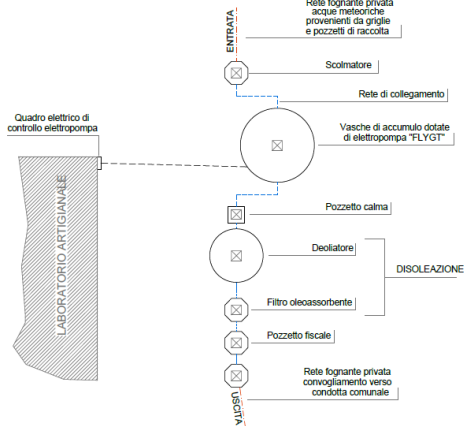 Rete fognante privata
acque meteoriche
provenienti da griglie
e pozzetti di raccolta
ENTRATA
Scolmatore
Rete di collegamento
Quadro elettrico di
controllo elettropompa
Vasche di accumulo dotate
di elettropompa "FLYGT"
LABORATORIO ARTIGIANALE
Pozzetto calma
Deoliatore
DISOLEAZIONE
Filtro oleoassorbente
Pozzetto fiscale
Rete fognante privata
convogliamento verso
condotta comunale
USCITA